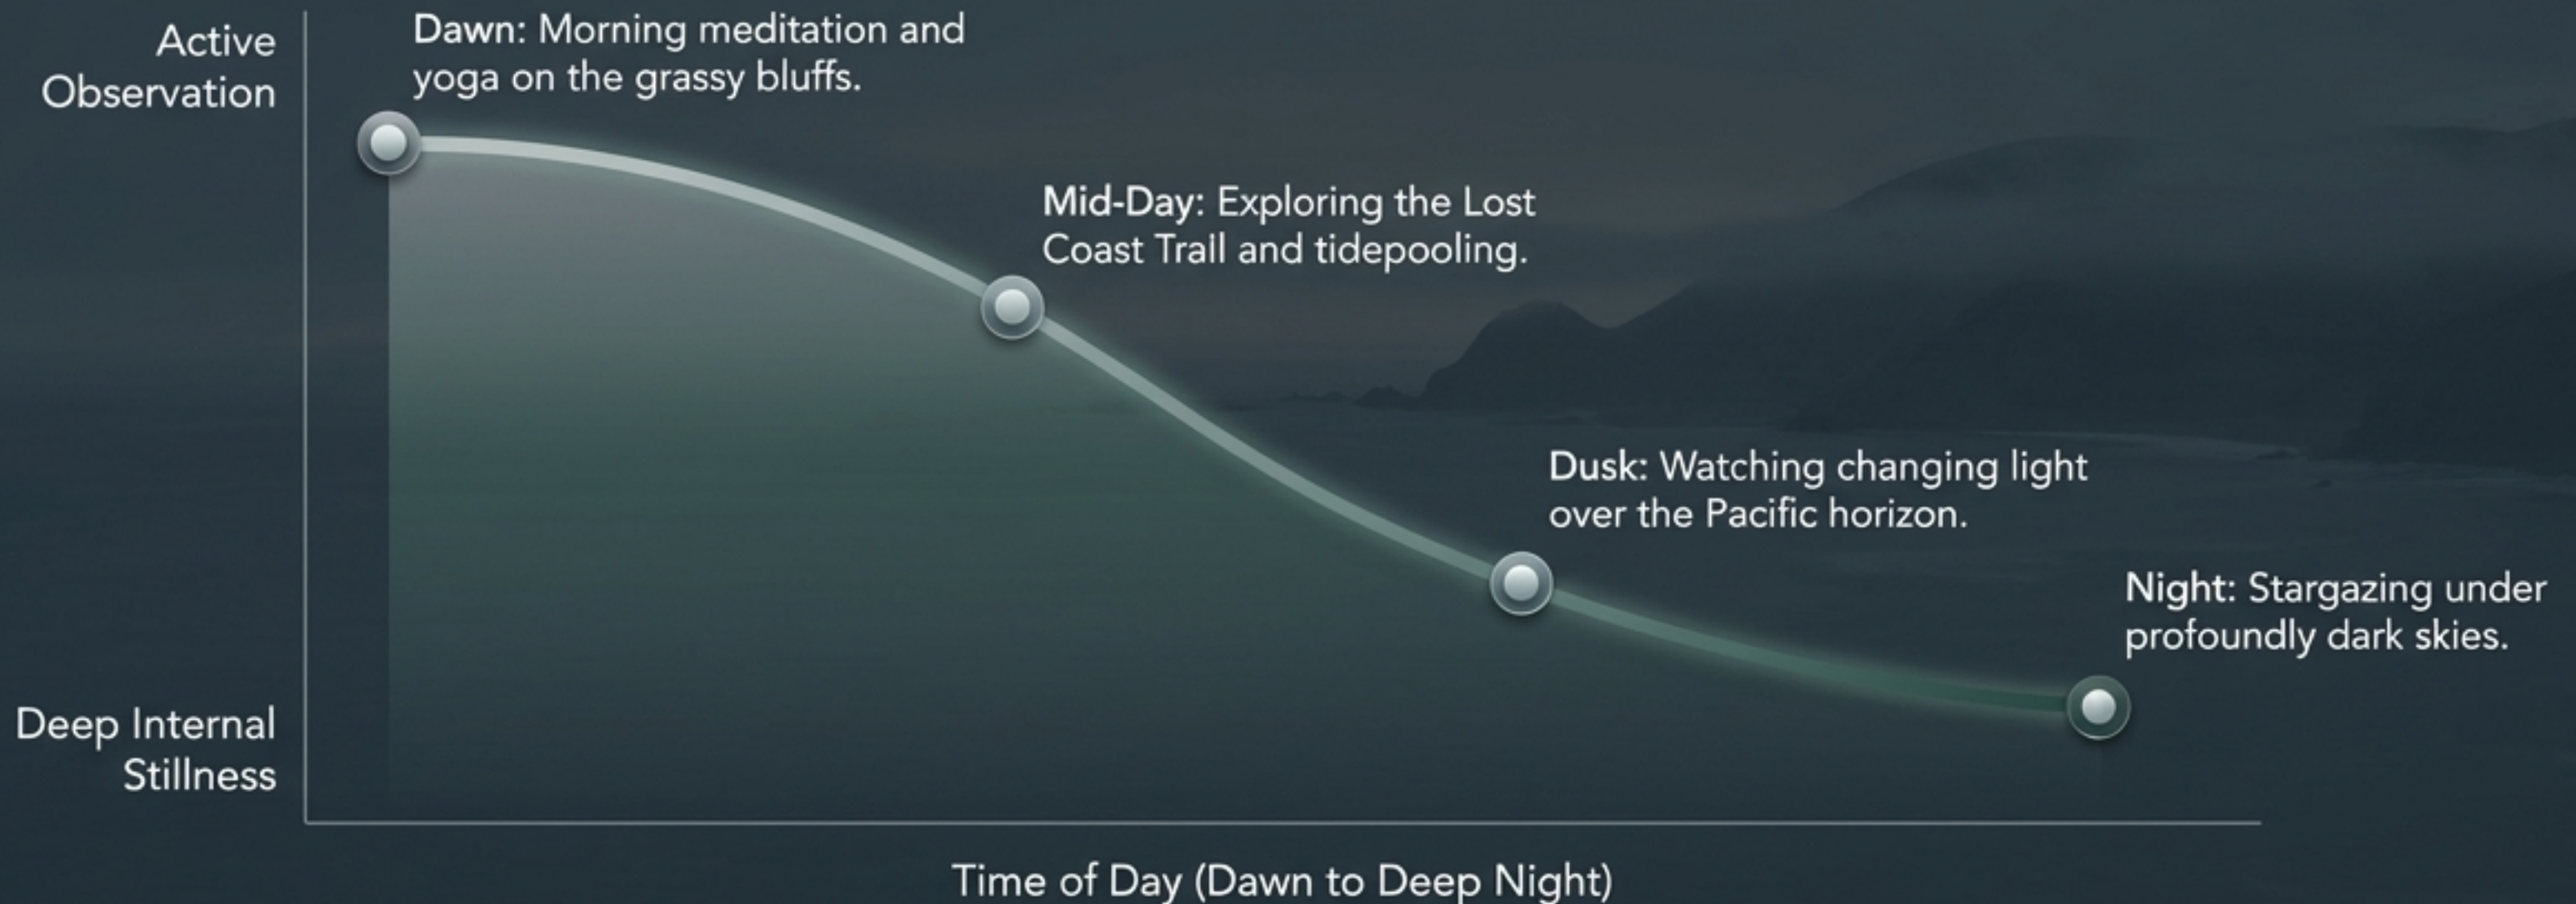 Active
Observation
Dawn: Morning meditation and
yoga on the grassy bluffs.
Mid-Day: Exploring the Lost
Coast Trail and tidepooling.
Dusk: Watching changing light
over the Pacific horizon.
Night: Stargazing under
profoundly dark skies.
Deep Internal
Stillness
Time of Day (Dawn to Deep Night)